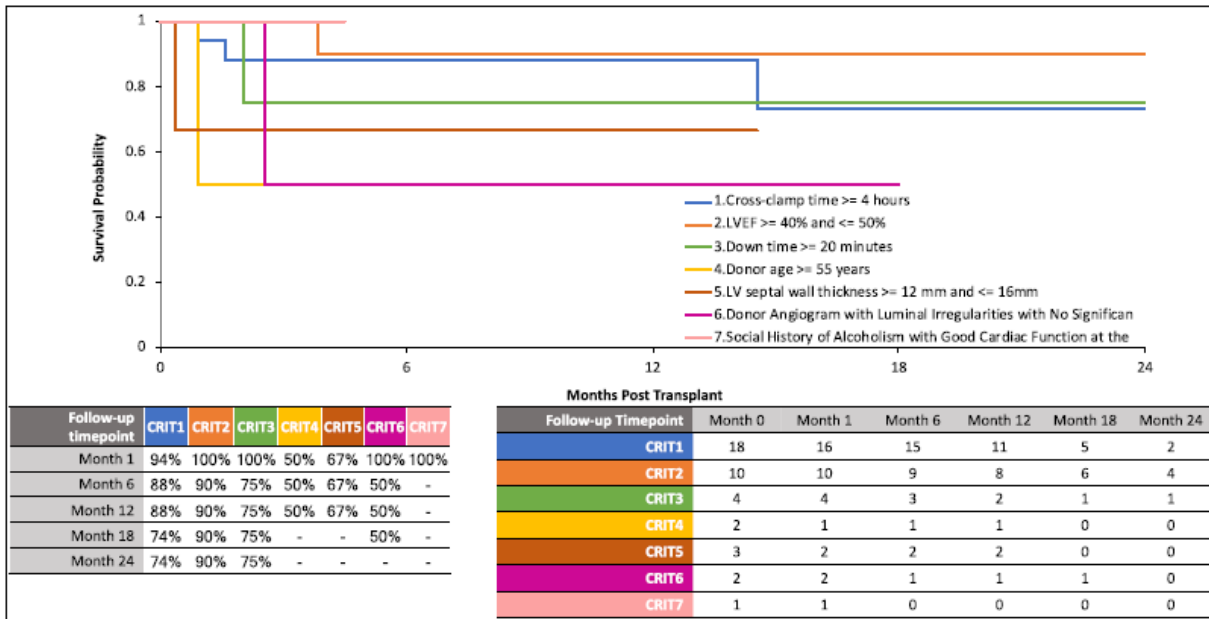 1
0.8
0.6
0.4
0.2
0
Survival Probability
1.Cross-clamp time >= 4 hours
2.LVEF >= 40% and <= 50%
3.Down time >= 20 minutes
4.Donor age >= 55 years
5.LV septal wall thickness >= 12 mm and <= 16mm
6.Donor Angiogram with Luminal Irregularities with No Significan
7.Social History of Alcoholism with Good Cardiac Function at the
0 6 12 18 24
Months Post Transplant
Follow-up timepoint CRIT1 CRIT2 CRIT3 CRIT4 CRIT5 CRIT6 CRIT7
Month 1 94% 100% 100% 50% 67% 100% 100%
Month 6 88% 90% 75% 50% 67% 50% -
Month 12 88% 90% 75% 50% 67% 50% -
Month 18 74% 90% 75% - - 50% -
Month 24 74% 90% 75% - - - -
Follow-up Timepoint Month 0 Month 1 Month 6 Month 12 Month 18 Month 24
CRIT1 18 16 15 11 5 2
CRIT2 10 10 9 8 6 4
CRIT3 4 4 3 2 1 1
CRIT4 2 1 1 1 0 0
CRIT5 3 2 2 2 0 0
CRIT6 2 2 1 1 1 0
CRIT7 1 1 0 0 0 0